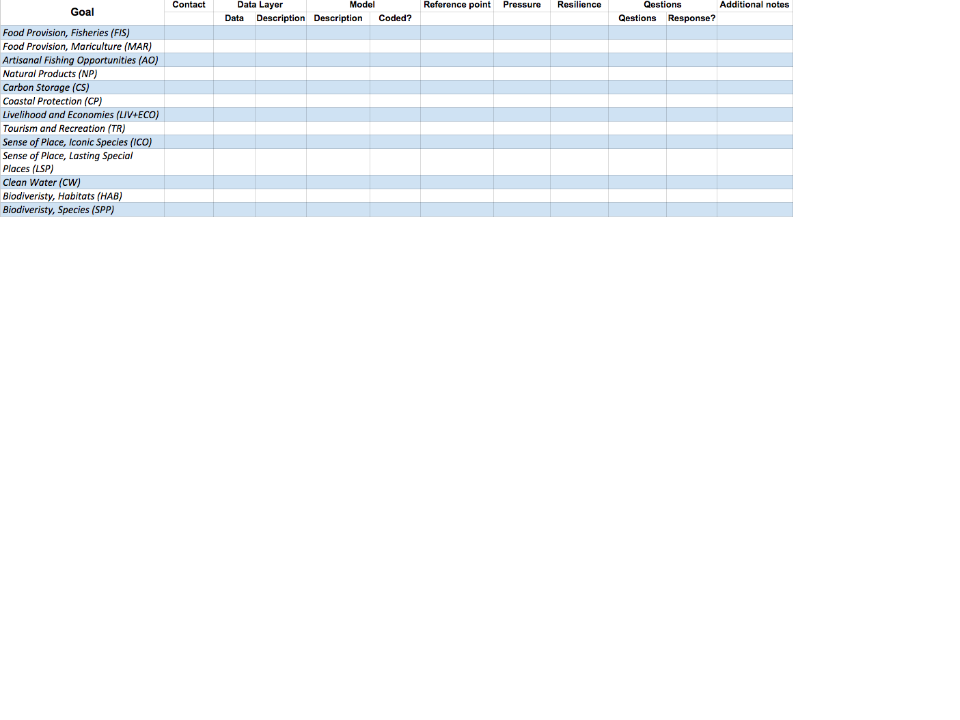 Goal Contact Data Layer Model Reference point Pressure Resilience Qestions Additional notes
Data Description Description Coded? Qestions Response?
Food Provision, Fisheries (FIS)
Food Provision, Mariculture (MAR)
Artisanal Fishing Opportunities (AO)
Natural Products (NP)
Carbon Storage (CS)
Coastal Protection (CP)
Livelihood and Economies (LIV+ECO)
Tourism and Recreation (TR)
Sense of Place, Iconic Species (ICO)
Sense of Place, Lasting Special
Places (LSP)
Clean Water (CW)
Biodiveristy, Habitats (HAB)
Biodiveristy, Species (SPP)